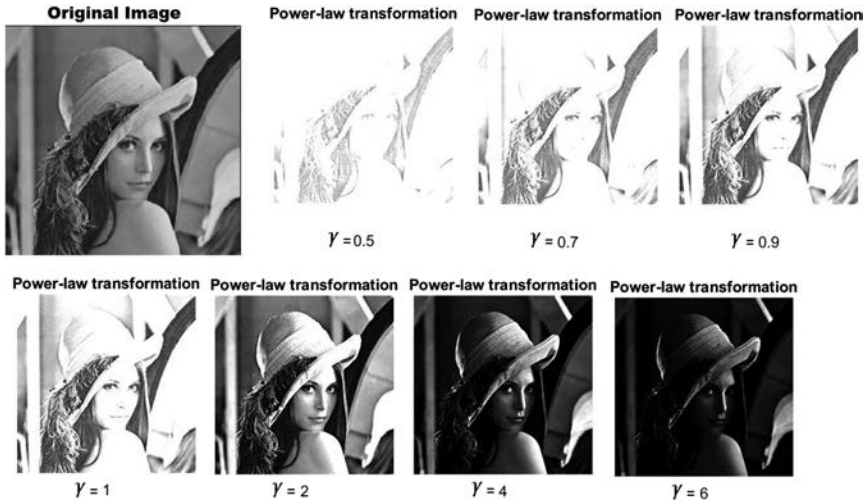 Original Image
Power-law transformation
Power-law transformation
Power-law transformation
γ = 0.5
γ = 0.7
γ = 0.9
Power-law transformation
Power-law transformation
Power-law transformation
Power-law transformation
γ = 1
γ = 2
γ = 4
γ = 6